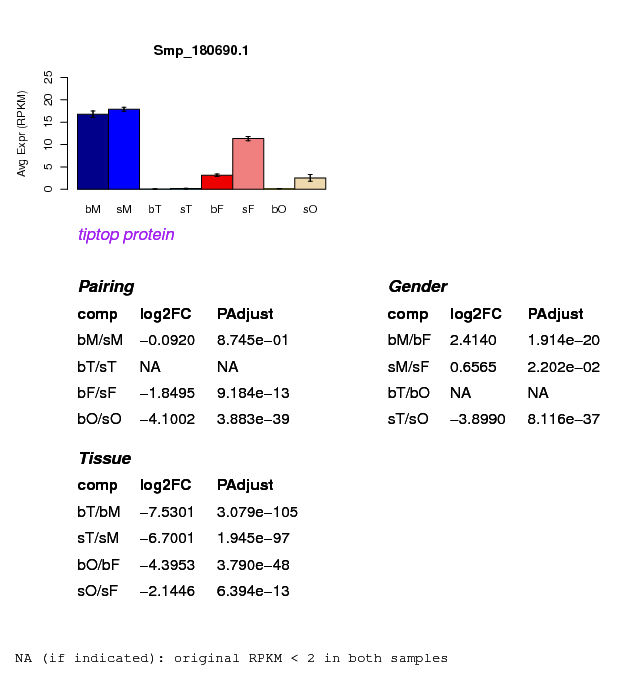 Smp_180690.1
Avg Expr (RPKM)
25
20
15
10
5
0
bM sM bT sT bF sF bO sO
tiptop protein
Pairing
comp log2FC PAdjust
bM/sM −0.0920 8.745e−01
bT/sT NA NA
bF/sF −1.8495 9.184e−13
bO/sO −4.1002 3.883e−39
Gender
comp log2FC PAdjust
bM/bF 2.4140 1.914e−20
sM/sF 0.6565 2.202e−02
bT/bO NA NA
sT/sO −3.8990 8.116e−37
Tissue
comp log2FC PAdjust
bT/bM −7.5301 3.079e−105
sT/sM −6.7001 1.945e−97
bO/bF −4.3953 3.790e−48
sO/sF −2.1446 6.394e−13
NA (if indicated): original RPKM < 2 in both samples